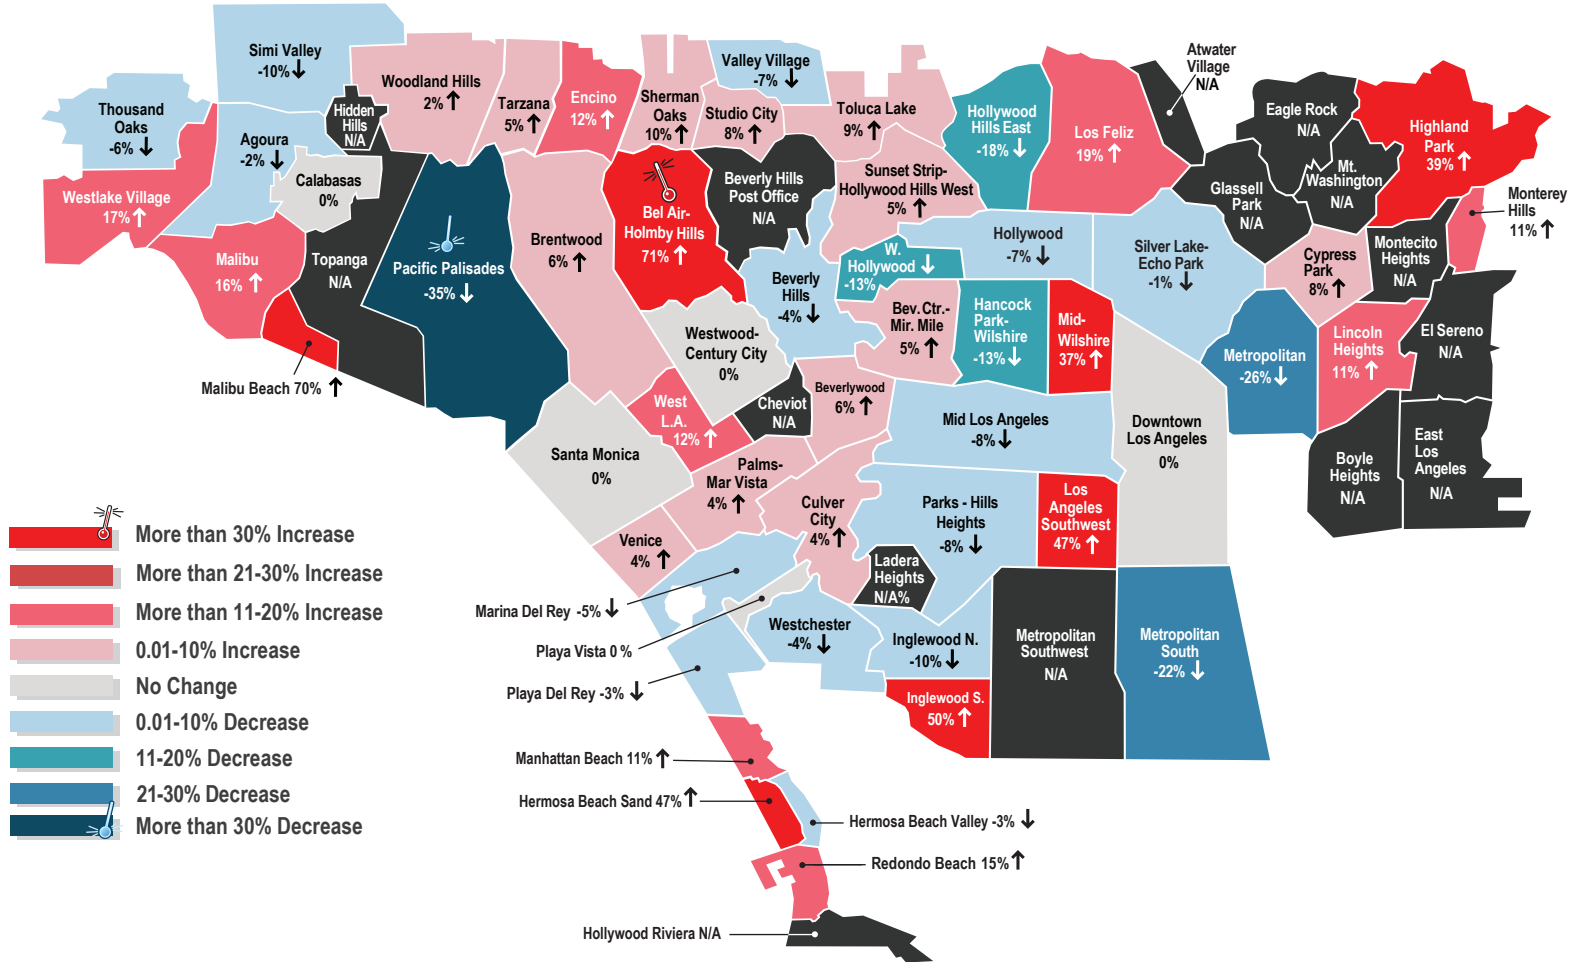 Simi Valley
-10%
Thousand
Oaks
-6%
Agoura
-2%
Hidden
Hills
N/A
Woodland Hills
2%
Tarzana
5%
Encino
12%
Sherman
Oaks
10%
Valley Village
-7%
Studio City
8%
Toluca Lake
9%
Hollywood
Hills East
-18%
Los Feliz
19%
Atwater
Village
N/A
Eagle Rock
N/A
Highland
Park
39%
Mt.
Washington
N/A
Glassell
Park
N/A
Monterey
Hills
11%
Westlake Village
17%
Calabasas
0%
Malibu
16%
Topanga
N/A
Malibu Beach 70%
Pacific Palisades
-35%
Brentwood
6%
Bel Air-
Holmby Hills
71%
Beverly Hills
Post Office
N/A
Sunset Strip-
Hollywood Hills West
5%
Hollywood
-7%
W.
Hollywood
-13%
Beverly
Hills
-4%
Silver Lake-
Echo Park
-1%
Cypress
Park
8%
Montecito
Heights
N/A
Westwood-
Century City
0%
Bev. Ctr.-
Mir. Mile
5%
Hancock
Park-
Wilshire
-13%
Mid-
Wilshire
37%
Metropolitan
-26%
Lincoln
Heights
11%
El Sereno
N/A
West
L.A.
12%
Cheviot
N/A
Beverlywood
6%
Mid Los Angeles
-8%
Downtown
Los Angeles
0%
Boyle
Heights
N/A
East
Los
Angeles
N/A
Santa Monica
0%
Palms-
Mar Vista
4%
Culver
City
4%
Venice
4%
Parks - Hills
Heights
-8%
Los
Angeles
Southwest
47%
Ladera
Heights
N/A%
Marina Del Rey -5%
Playa Vista 0 %
Playa Del Rey -3%
Westchester
-4%
Inglewood N.
-10%
Inglewood S.
50%
Metropolitan
Southwest
N/A
Metropolitan
South
-22%
Manhattan Beach 11%
Hermosa Beach Sand 47%
Hermosa Beach Valley -3%
Redondo Beach 15%
Hollywood Riviera N/A
More than 30% Increase
More than 21-30% Increase
More than 11-20% Increase
0.01-10% Increase
No Change
0.01-10% Decrease
11-20% Decrease
21-30% Decrease
More than 30% Decrease